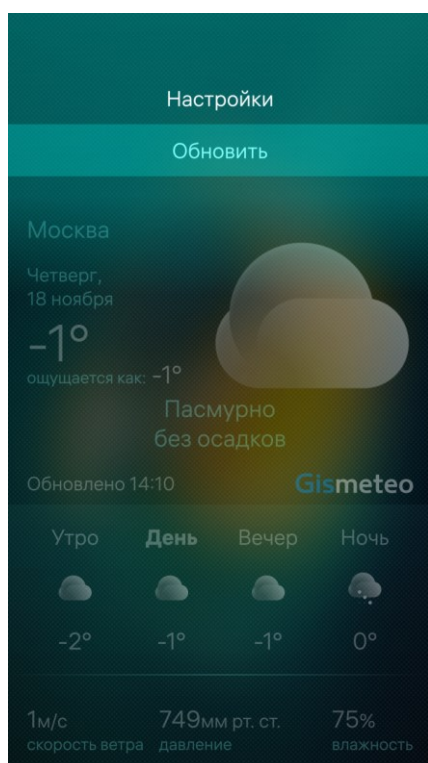 Настройки
Обновить
Москва
Четверг,
18 ноября
-1°
ощущается как: -1°
Пасмурно
без осадков
Обновлено 14:10 Gismeteo
Утро День Вечер Ночь
-2° -1° -1° 0°
1м/с 749мм рт. ст. 75%
скорость ветра давление влажность